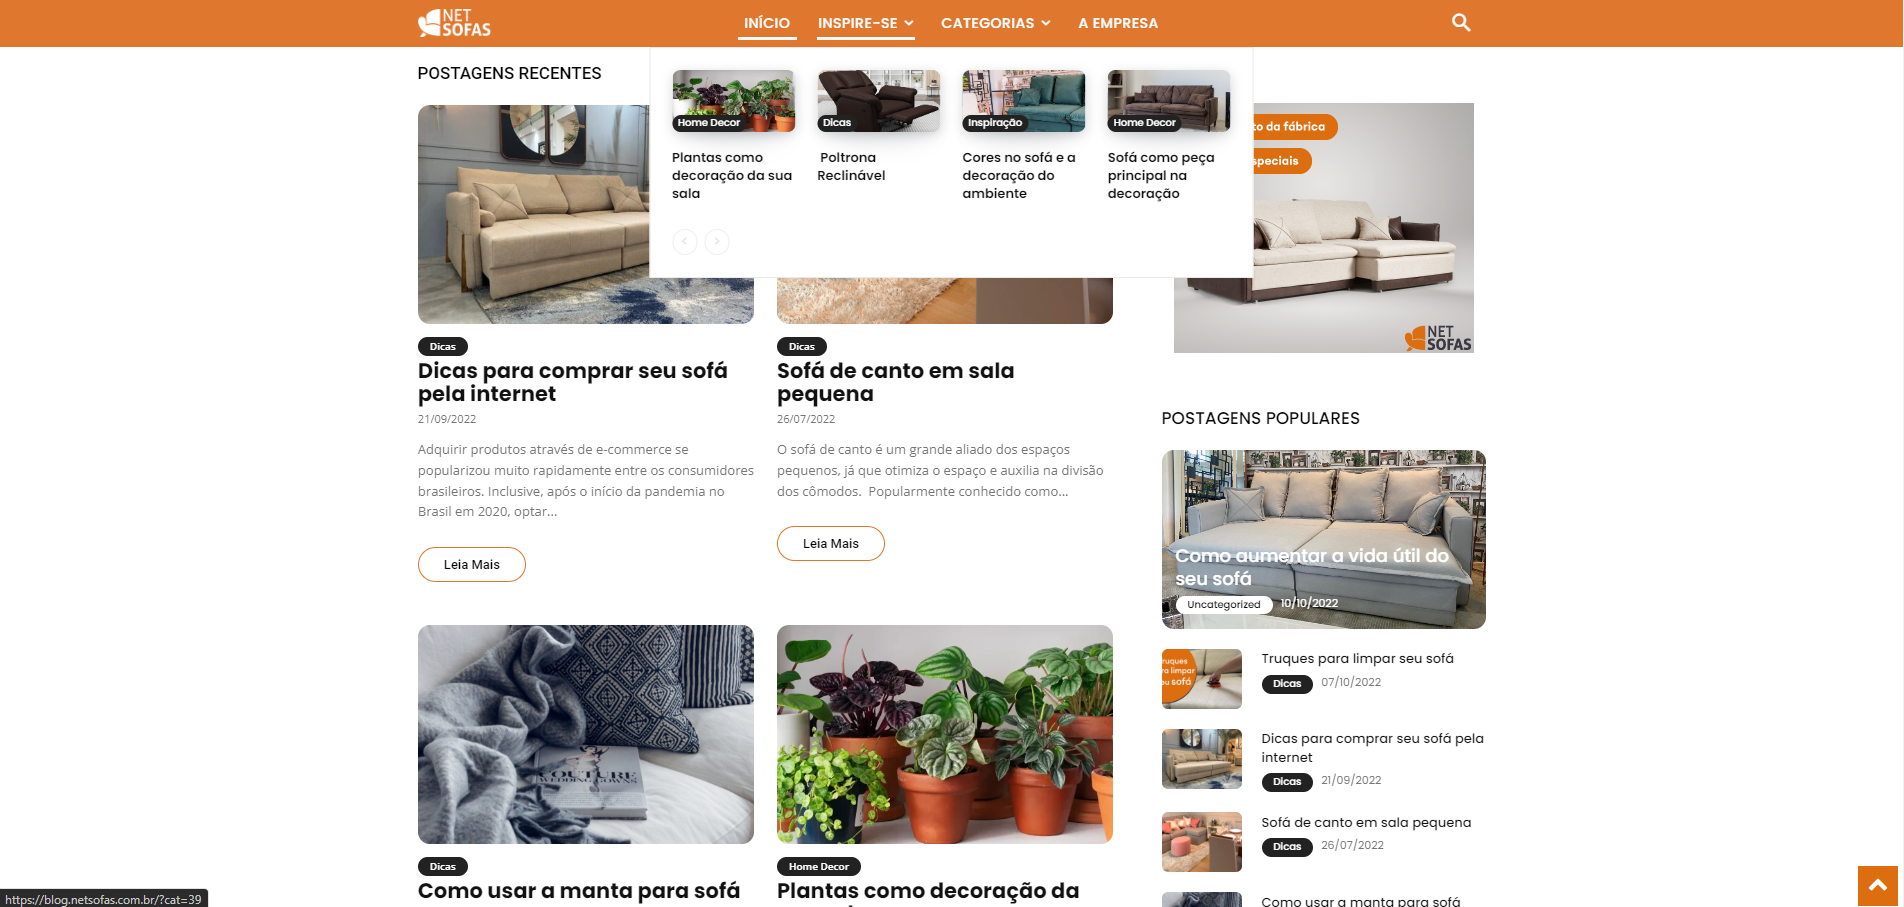 NET
SOFAS
INÍCIO
INSPIRE-SE
CATEGORIAS
A EMPRESA
POSTAGENS RECENTES
Home Decor
Plantas como
decoração da sua
sala
Dicas
Poltrona
Reclinável
Inspiração
Cores no sofá e a
decoração do
ambiente
Home Decor
Sofá como peça
principal na
decoração
to da fábrica
speciais
NET
SOFAS
Dicas
Dicas para comprar seu sofá
pela internet
21/09/2022
Adquirir produtos através de e-commerce se
popularizou muito rapidamente entre os consumidores
brasileiros. Inclusive, após o início da pandemia no
Brasil em 2020, optar...
Leia Mais
Dicas
Sofá de canto em sala
pequena
26/07/2022
O sofá de canto é um grande aliado dos espaços
pequenos, já que otimiza o espaço e auxilia na divisão
dos cômodos. Popularmente conhecido como...
Leia Mais
COUTURE
WEDDING GOWNS
Dicas
Como usar a manta para sofá
Home Decor
Plantas como decoração da
POSTAGENS POPULARES
Como aumentar a vida útil do
seu sofá
Uncategorized
10/10/2022
ruques
ra limpar
u sofá
Truques para limpar seu sofá
Dicas
07/10/2022
Dicas para comprar seu sofá pela
internet
Dicas
21/09/2022
Sofá de canto em sala pequena
Dicas
26/07/2022
Como usar a manta para sofá
https://blog.netsofas.com.br/?cat=39